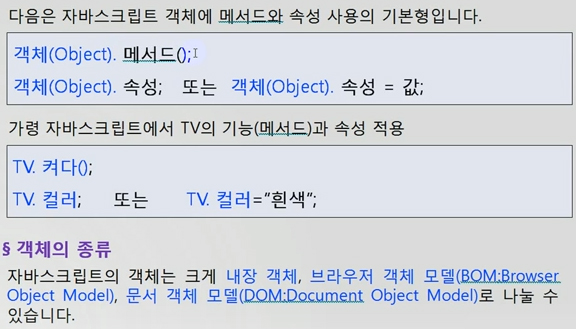 다음은 자바스크립트 객체에 메서드와 속성 사용의 기본형입니다.
객체(Object). 메서드();
객체(Object). 속성; 또는 객체(Object). 속성 = 값;
가령 자바스크립트에서 TV의 기능(메서드)과 속성 적용
TV. 켜다();
TV. 컬러; 또는 TV. 컬러=“흰색“;
§ 객체의 종류
자바스크립트의 객체는 크게 내장 객체, 브라우저 객체 모델(BOM:Browser
Object Model), 문서 객체 모델(DOM:Document Object Model)로 나눌 수
있습니다.